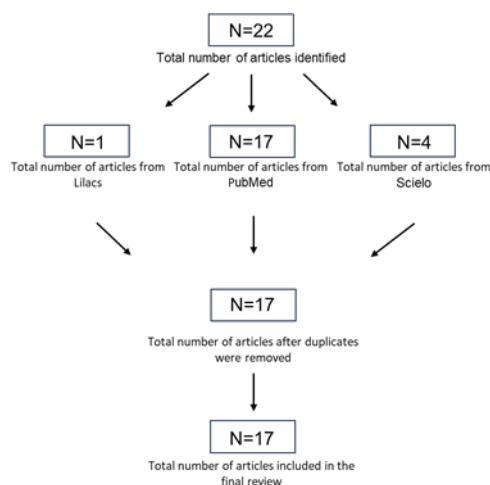 N=22
Total number of articles identified
N=1
Total number of articles from
Lilacs
N=17
Total number of articles from
PubMed
N=4
Total number of articles from
Scielo
N=17
Total number of articles after duplicates
were removed
N=17
Total number of articles included in the
final review